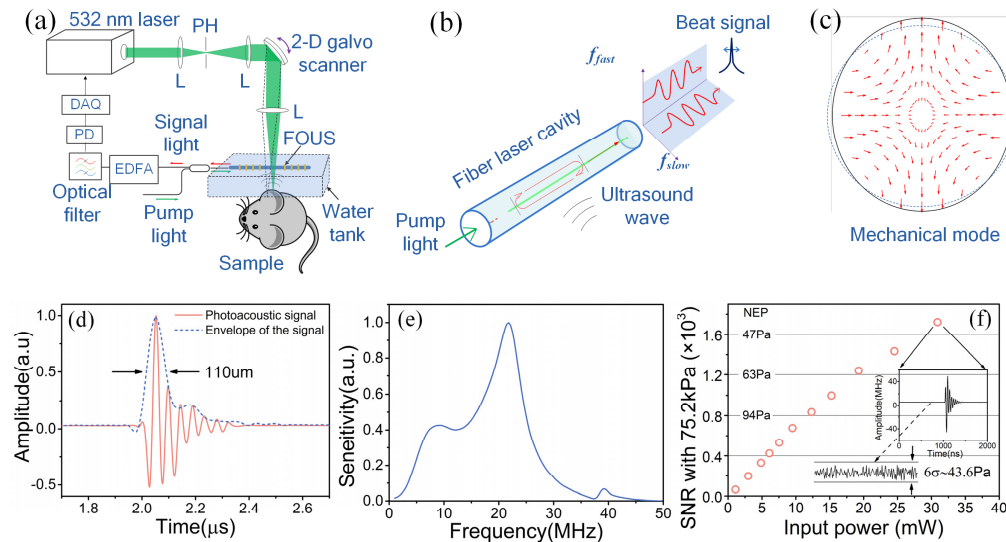 (a)
532 nm laser
PH
L
L
2-D galvo
scanner
L
DAQ
PD
Signal
light
FOUS
EDFA
Optical
filter
Pump
light
Water
tank
Sample
(b)
Beat signal
f_fast
f_slow
Fiber laser cavity
Ultrasound
wave
Pump
light
(c)
Mechanical mode
(d)
Photoacoustic signal
Envelope of the signal
110um
Amplitude(a.u)
1.0
0.5
0.0
-0.5
1.8
2.1
2.4
2.7
Time(μs)
(e)
Seneitivity(a.u.)
1.0
0.8
0.6
0.4
0.2
0.0
0
10
20
30
40
50
Frequency(MHz)
(f)
SNR with 75.2kPa (×10³)
NEP
1.6
47Pa
1.2
63Pa
0.8
94Pa
0.4
0.0
0
5
10
15
20
25
30
35
40
Input power (mW)
Amplitude(MHz)
40
0
-40
0
1000
2000
Time(ns)
6σ~43.6Pa